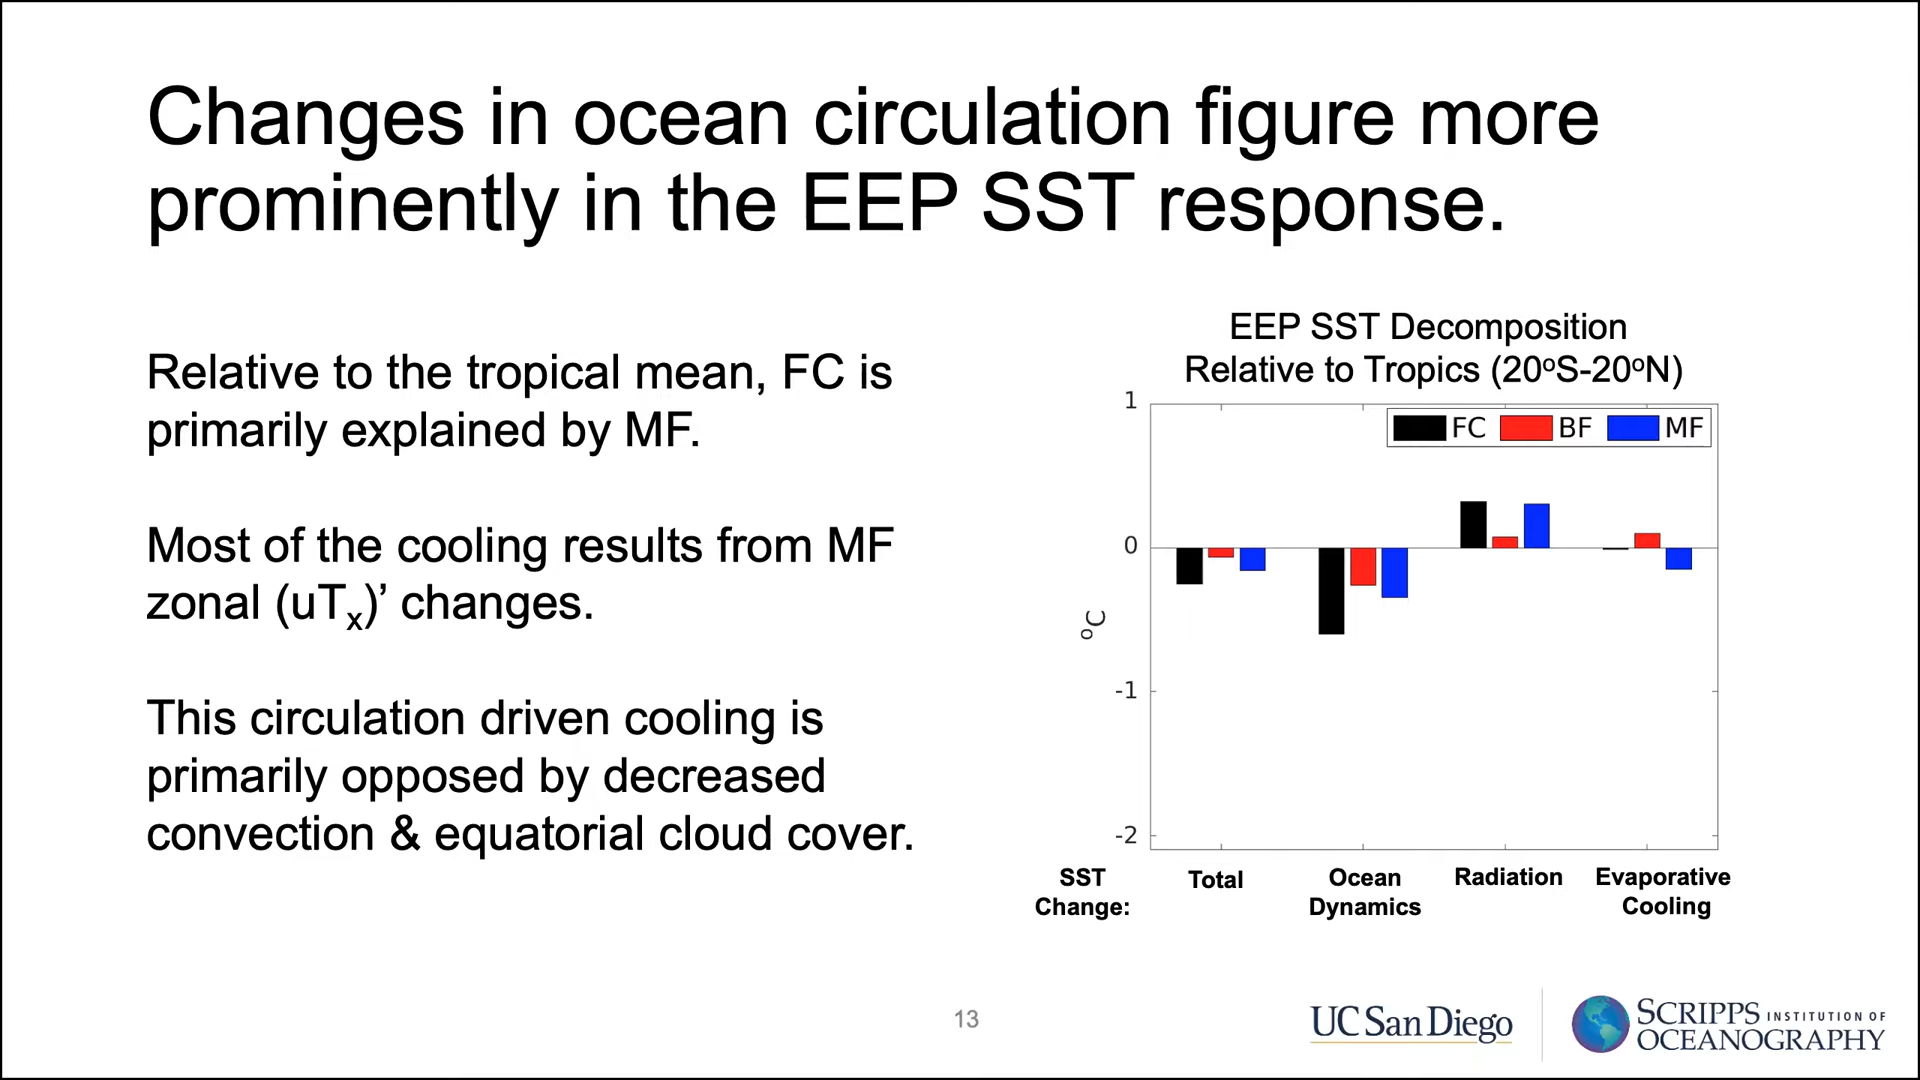 Changes in ocean circulation figure more
prominently in the EEP SST response.
Relative to the tropical mean, FC is
primarily explained by MF.
Most of the cooling results from MF
zonal (uTx)’ changes.
This circulation driven cooling is
primarily opposed by decreased
convection & equatorial cloud cover.
EEP SST Decomposition
Relative to Tropics (20ºS-20ºN)
FC BF MF
1
0
-1
-2
ºC
SST
Change:
Total
Ocean
Dynamics
Radiation
Evaporative
Cooling
13
UC San Diego
SCRIPPS INSTITUTION OF
OCEANOGRAPHY